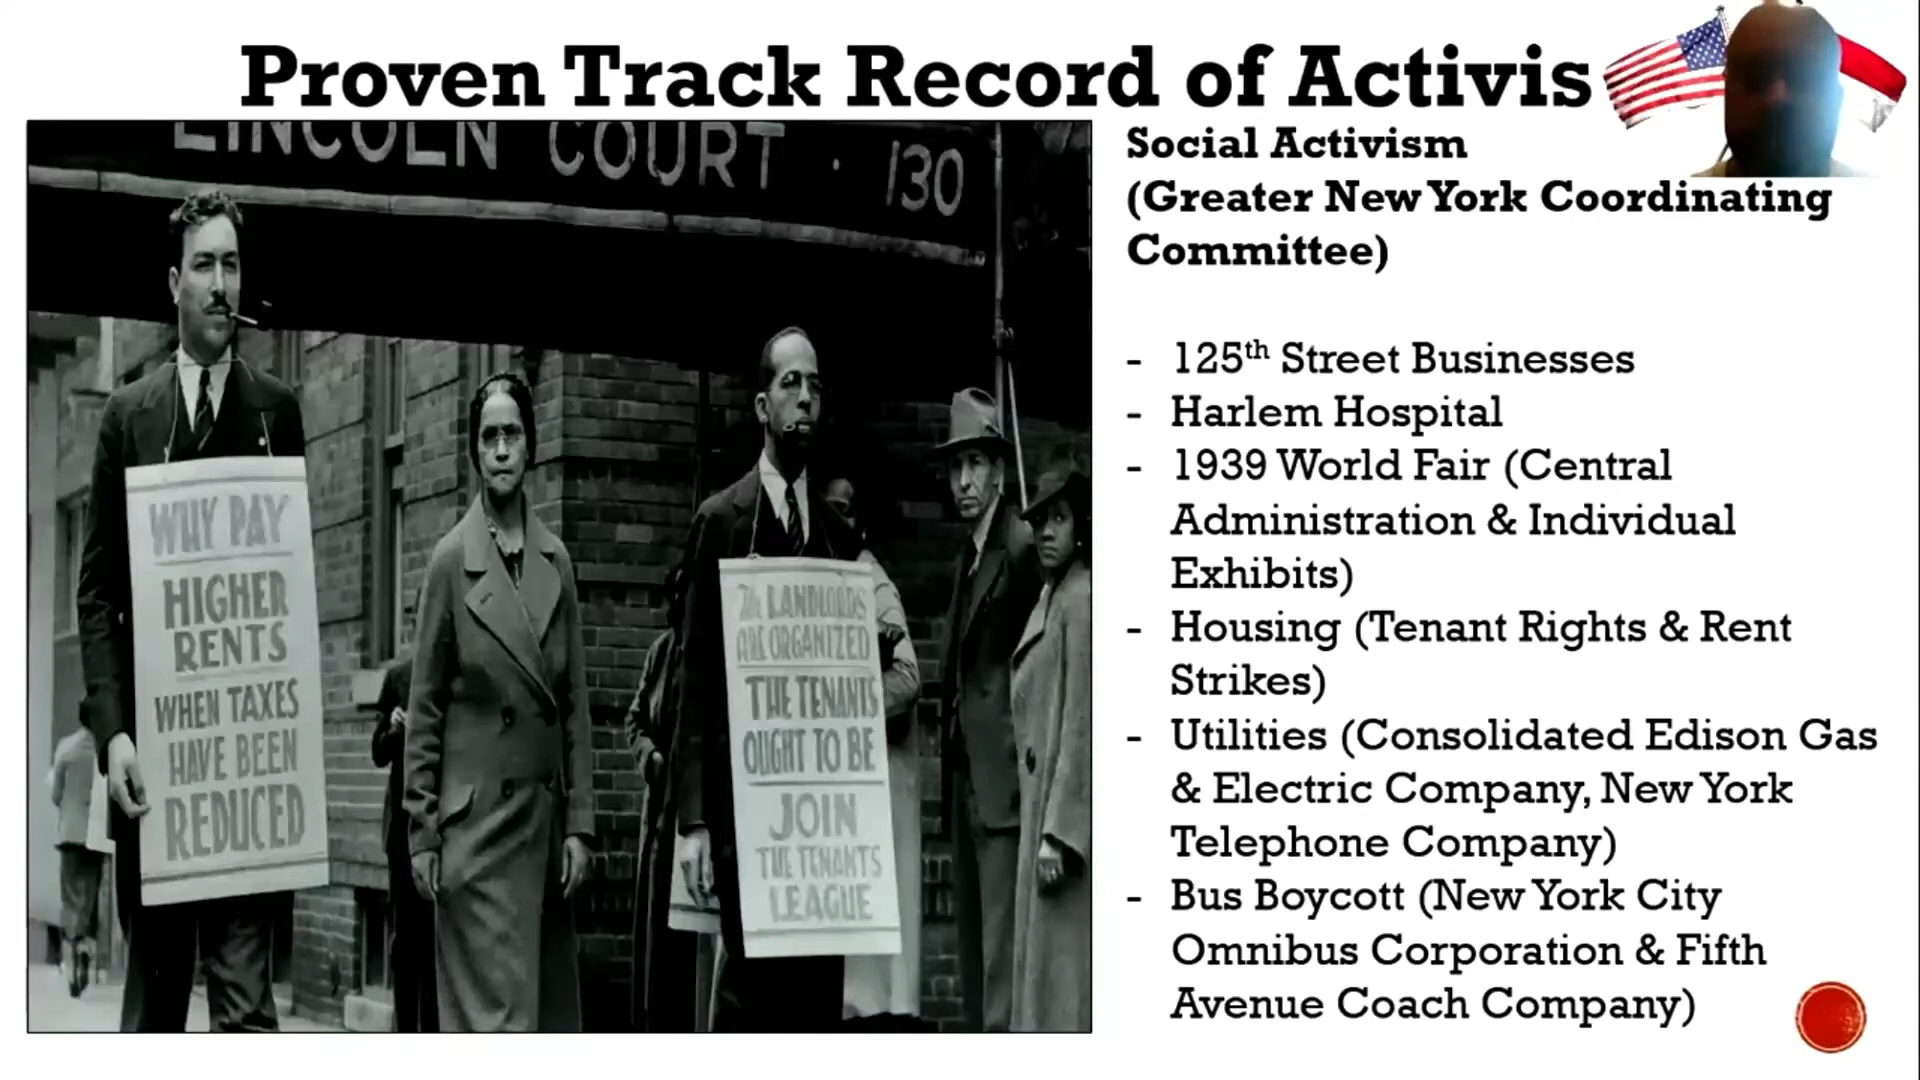 Proven Track Record of Activis
LINCOLN COURT · 130
WHY PAY
HIGHER
RENTS
WHEN TAXES
HAVE BEEN
REDUCED
The LANDLORDS
ARE ORGANIZED
THE TENANTS
OUGHT TO BE
JOIN
THE TENANTS
LEAGUE
Social Activism
(Greater New York Coordinating
Committee)
- 125th Street Businesses
- Harlem Hospital
- 1939 World Fair (Central
Administration & Individual
Exhibits)
- Housing (Tenant Rights & Rent
Strikes)
- Utilities (Consolidated Edison Gas
& Electric Company, New York
Telephone Company)
- Bus Boycott (New York City
Omnibus Corporation & Fifth
Avenue Coach Company)